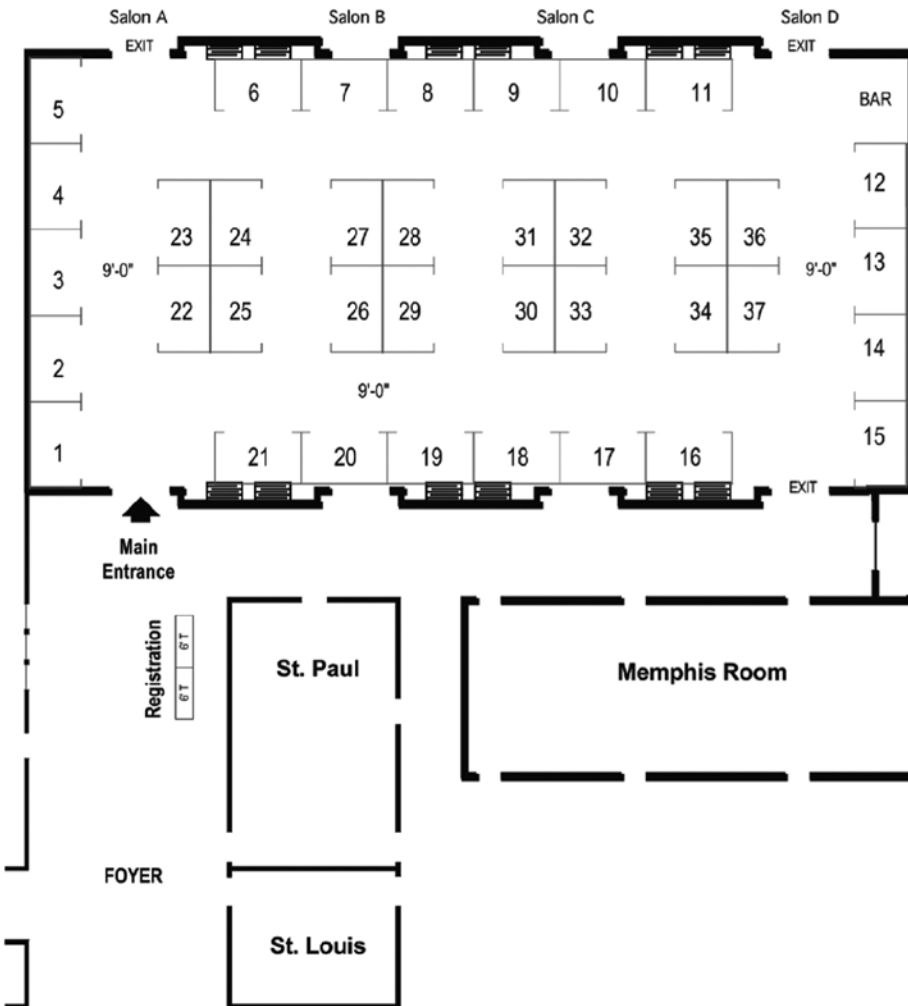 Salon A Salon B Salon C Salon D
EXIT EXIT
5 6 7 8 9 10 11 BAR
4 12
23 24 27 28 31 32 35 36
3 9'-0" 9'-0" 13
22 25 26 29 30 33 34 37
2 14
9'-0"
1 21 20 19 18 17 16 15
EXIT
Main
Entrance
Registration
6'T
6'T
St. Paul
Memphis Room
FOYER
St. Louis